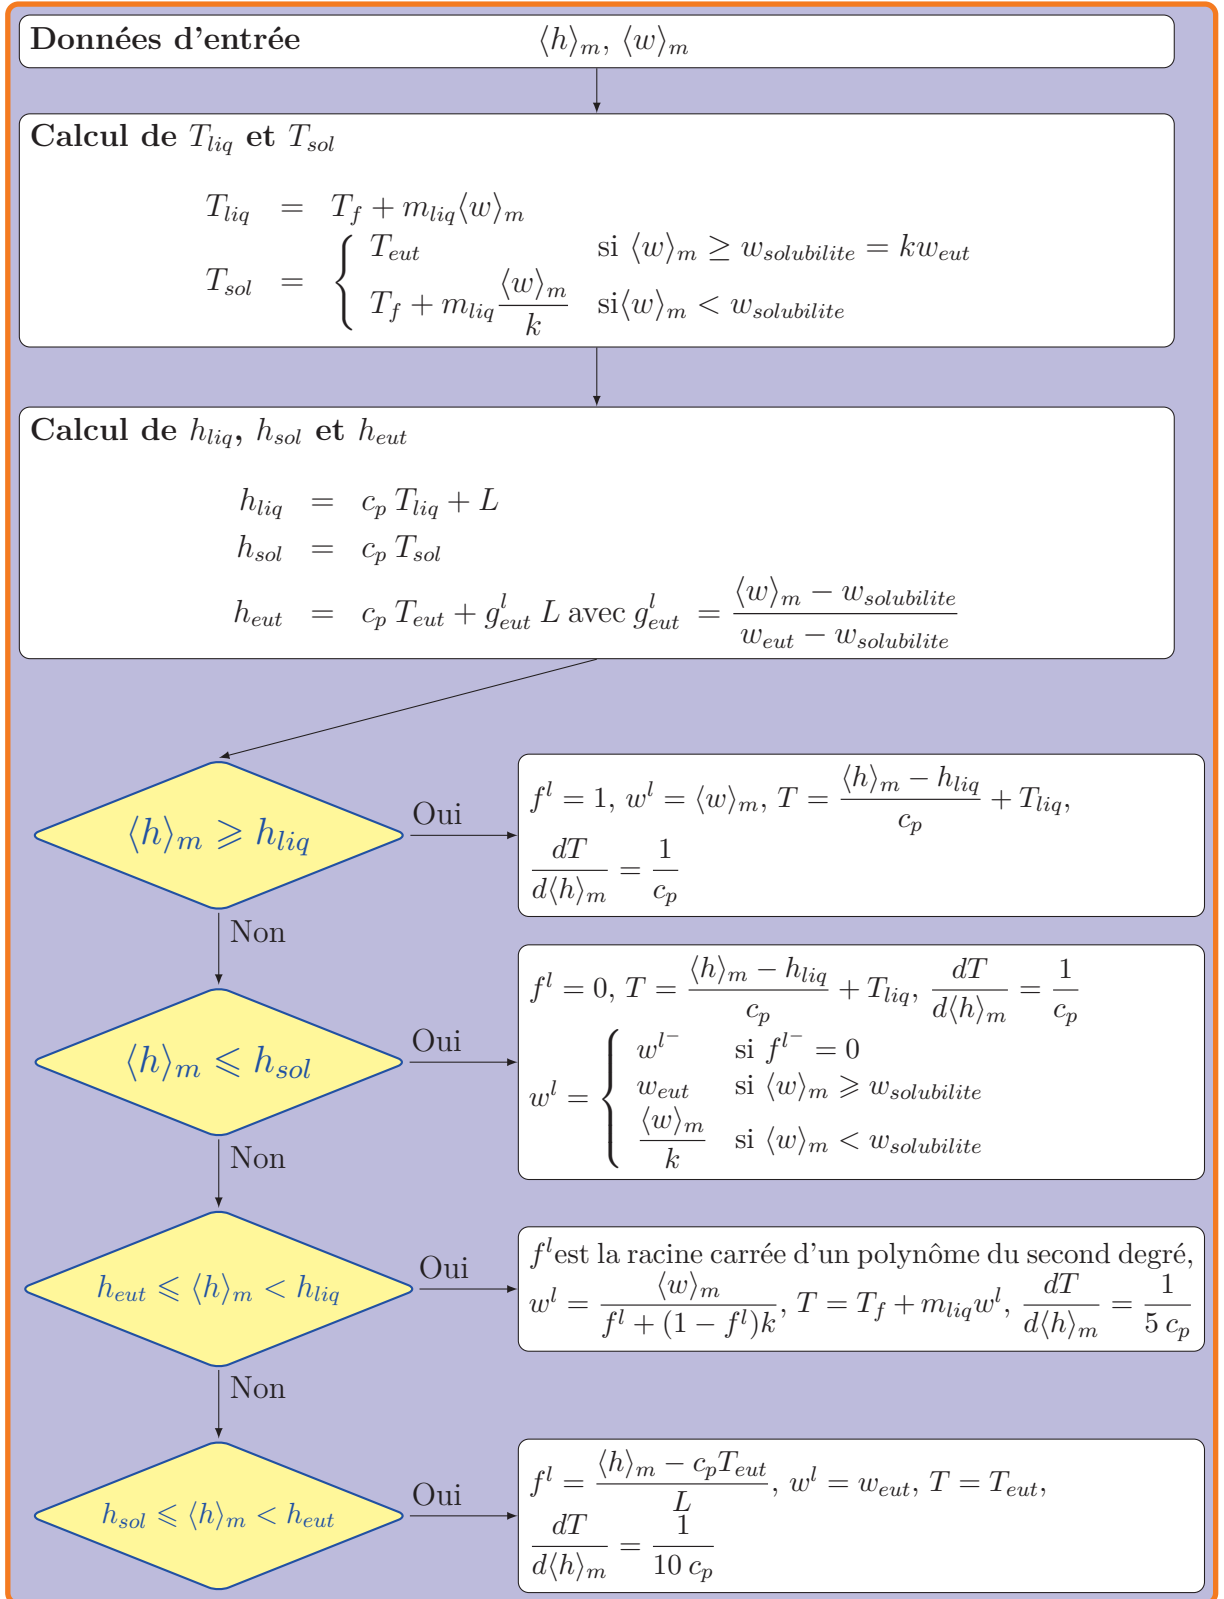 Données d'entrée ⟨h⟩_m, ⟨w⟩_m
Calcul de T_liq et T_sol
T_liq = T_f + m_liq⟨w⟩_m
T_sol = { T_eut si ⟨w⟩_m ≥ w_solubilite = kw_eut
T_f + m_liq ⟨w⟩_m / k si⟨w⟩_m < w_solubilite
Calcul de h_liq, h_sol et h_eut
h_liq = c_p T_liq + L
h_sol = c_p T_sol
h_eut = c_p T_eut + g^l_eut L avec g^l_eut = (⟨w⟩_m − w_solubilite) / (w_eut − w_solubilite)
⟨h⟩_m ⩾ h_liq
Oui
f^l = 1, w^l = ⟨w⟩_m, T = (⟨h⟩_m − h_liq) / c_p + T_liq,
dT / d⟨h⟩_m = 1 / c_p
Non
⟨h⟩_m ⩽ h_sol
Oui
f^l = 0, T = (⟨h⟩_m − h_liq) / c_p + T_liq, dT / d⟨h⟩_m = 1 / c_p
w^l = { w^{l^-} si f^{l^-} = 0
w_eut si ⟨w⟩_m ⩾ w_solubilite
⟨w⟩_m / k si ⟨w⟩_m < w_solubilite
Non
h_eut ⩽ ⟨h⟩_m < h_liq
Oui
f^l est la racine carrée d'un polynôme du second degré,
w^l = ⟨w⟩_m / (f^l + (1 − f^l)k), T = T_f + m_liq w^l, dT / d⟨h⟩_m = 1 / (5 c_p)
Non
h_sol ⩽ ⟨h⟩_m < h_eut
Oui
f^l = (⟨h⟩_m − c_p T_eut) / L, w^l = w_eut, T = T_eut,
dT / d⟨h⟩_m = 1 / (10 c_p)